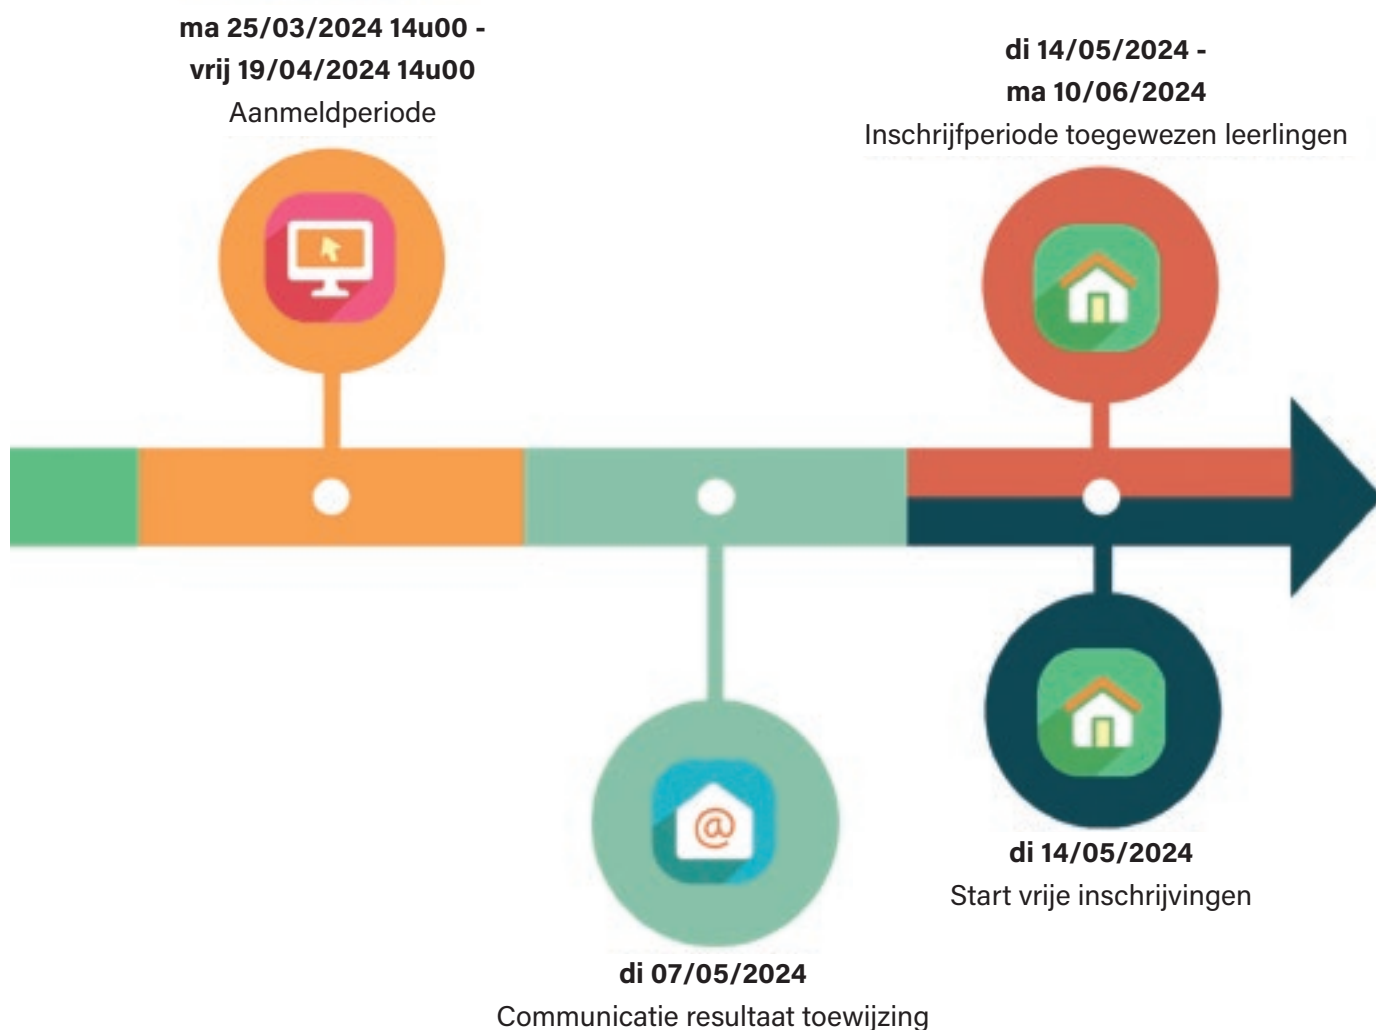 ma 25/03/2024 14u00 -
vrij 19/04/2024 14u00
Aanmeldperiode
di 14/05/2024 -
ma 10/06/2024
Inschrijfperiode toegewezen leerlingen
@
di 14/05/2024
Start vrije inschrijvingen
di 07/05/2024
Communicatie resultaat toewijzing